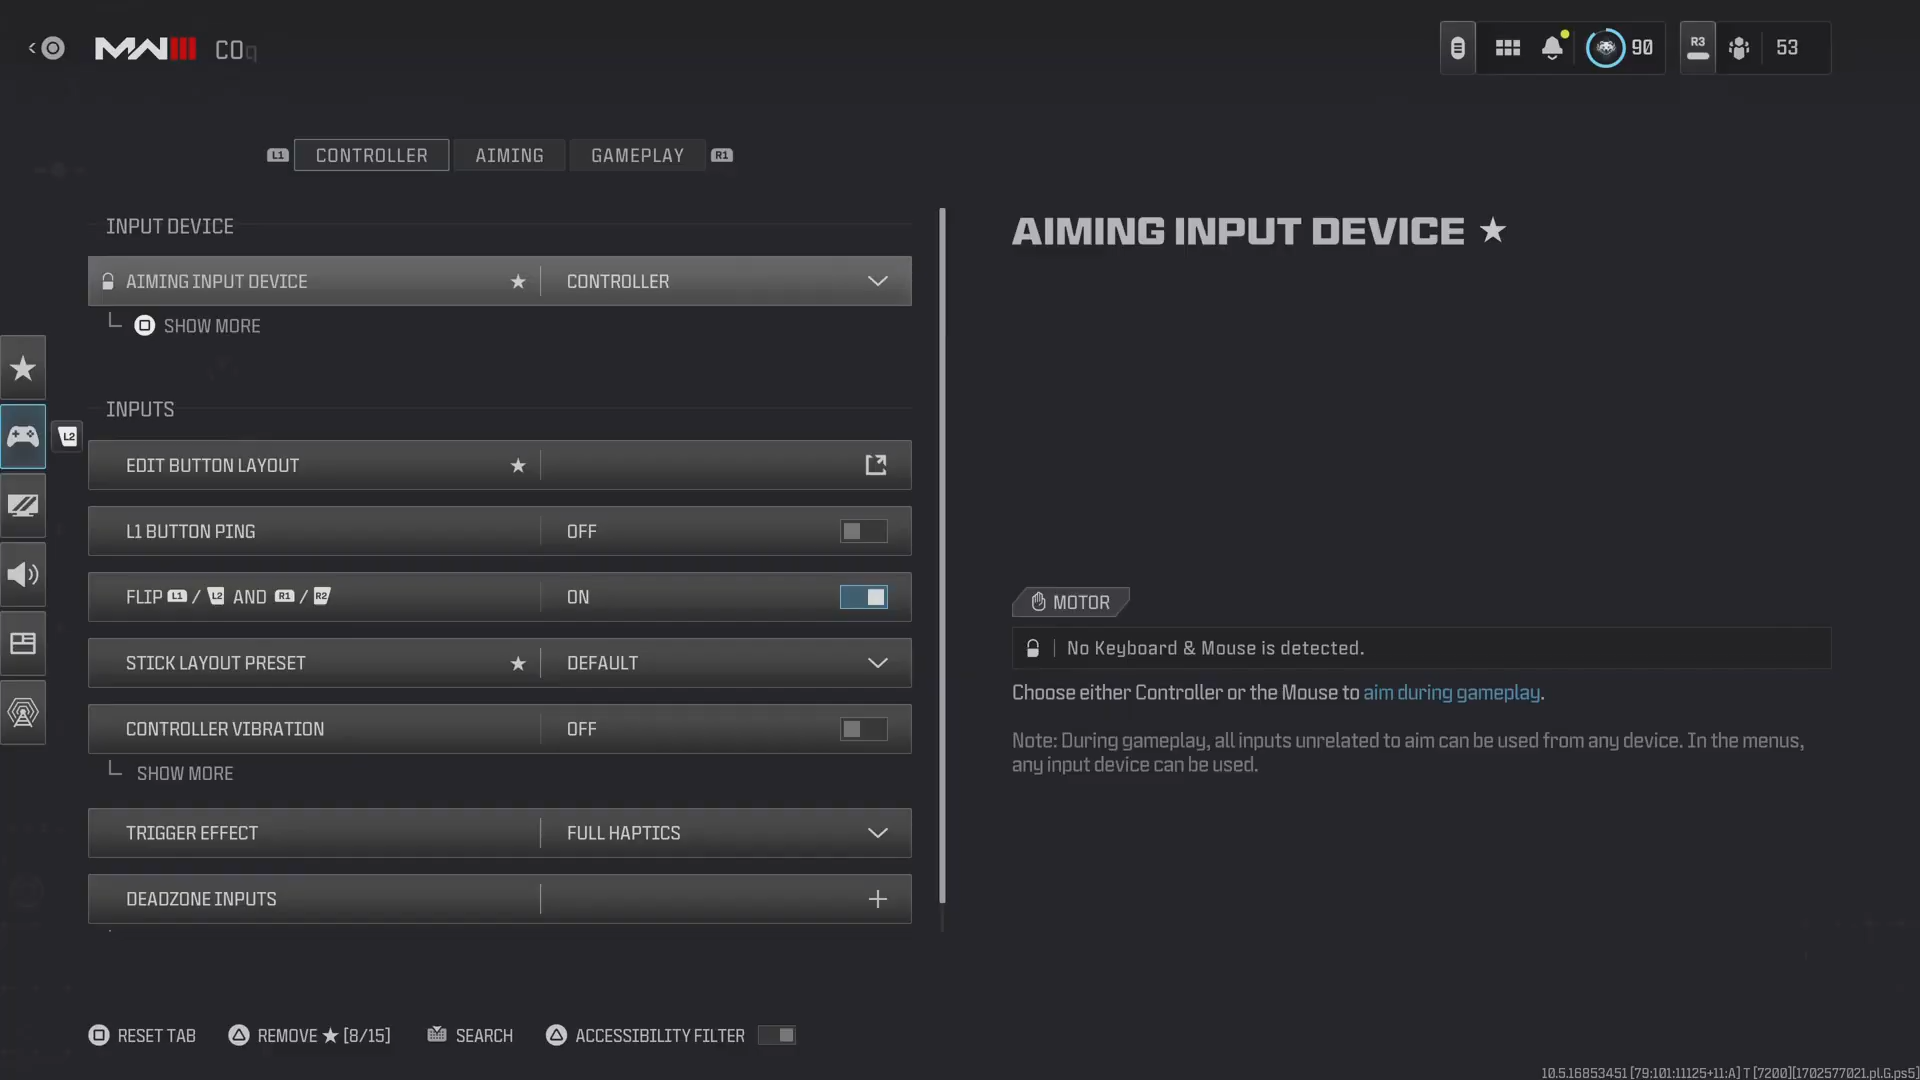 MWIII COq
90
R3
53
L1 CONTROLLER AIMING GAMEPLAY R1
INPUT DEVICE
AIMING INPUT DEVICE ★ CONTROLLER
SHOW MORE
INPUTS
L2
EDIT BUTTON LAYOUT ★
L1 BUTTON PING OFF
FLIP L1 / L2 AND R1 / R2 ON
STICK LAYOUT PRESET ★ DEFAULT
CONTROLLER VIBRATION OFF
SHOW MORE
TRIGGER EFFECT FULL HAPTICS
DEADZONE INPUTS
AIMING INPUT DEVICE ★
MOTOR
No Keyboard & Mouse is detected.
Choose either Controller or the Mouse to aim during gameplay.
Note: During gameplay, all inputs unrelated to aim can be used from any device. In the menus,
any input device can be used.
RESET TAB REMOVE ★ [8/15] SEARCH ACCESSIBILITY FILTER
10.5.16853451 [79:101:11125+11:A] T [7200][1702577021.pl.G.ps5]